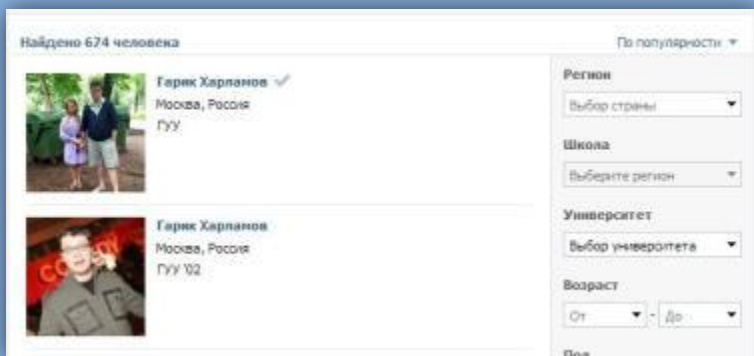 Найдено 674 человека
По популярности
Гарик Харламов
Москва, Россия
ГУУ
Гарик Харламов
Москва, Россия
ГУУ '02
Регион
Выбор страны
Школа
Выберите регион
Университет
Выбор университета
Возраст
От - До
Пол